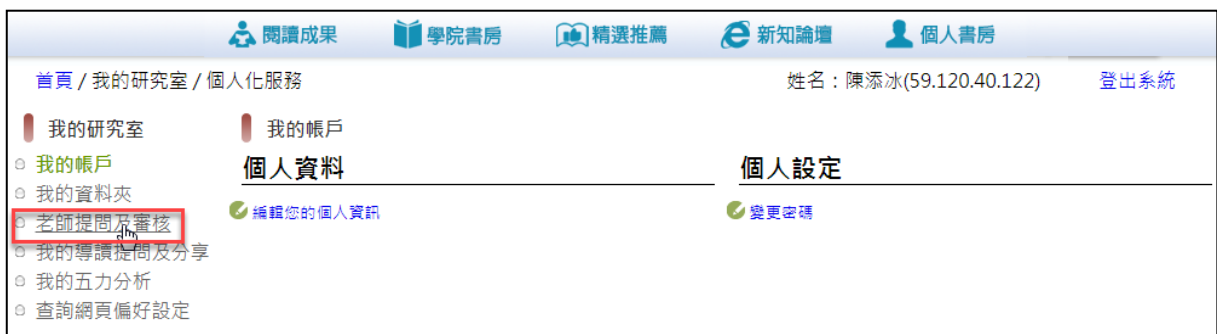 閱讀成果 學院書房 精選推薦 新知論壇 個人書房
首頁 / 我的研究室 / 個人化服務 姓名：陳添冰(59.120.40.122) 登出系統
我的研究室 我的帳戶
我的帳戶 個人資料 個人設定
我的資料夾
編輯您的個人資訊 變更密碼
老師提問及審核
我的導讀提問及分享
我的五力分析
查詢網頁偏好設定